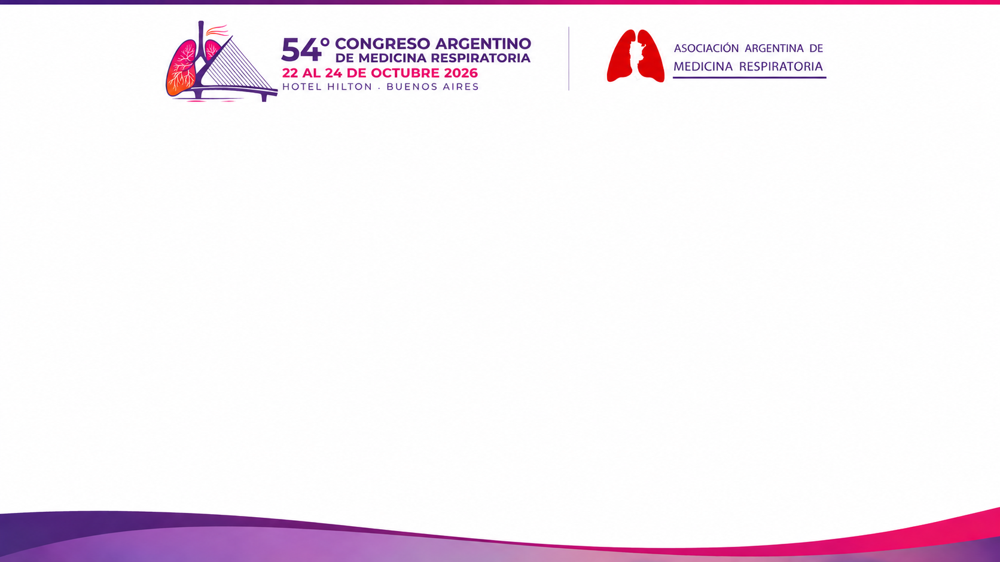 54º CONGRESO ARGENTINO
DE MEDICINA RESPIRATORIA
22 AL 24 DE OCTUBRE 2026
HOTEL HILTON · BUENOS AIRES
ASOCIACIÓN ARGENTINA DE
MEDICINA RESPIRATORIA